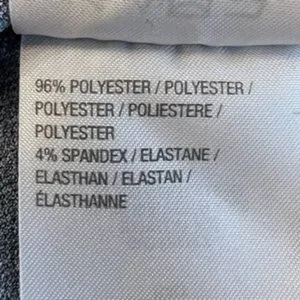 96% POLYESTER / POLYESTER /
POLYESTER / POLIESTERE /
POLYESTER
4% SPANDEX / ELASTANE /
ELASTHAN / ELASTAN /
ÉLASTHANNE